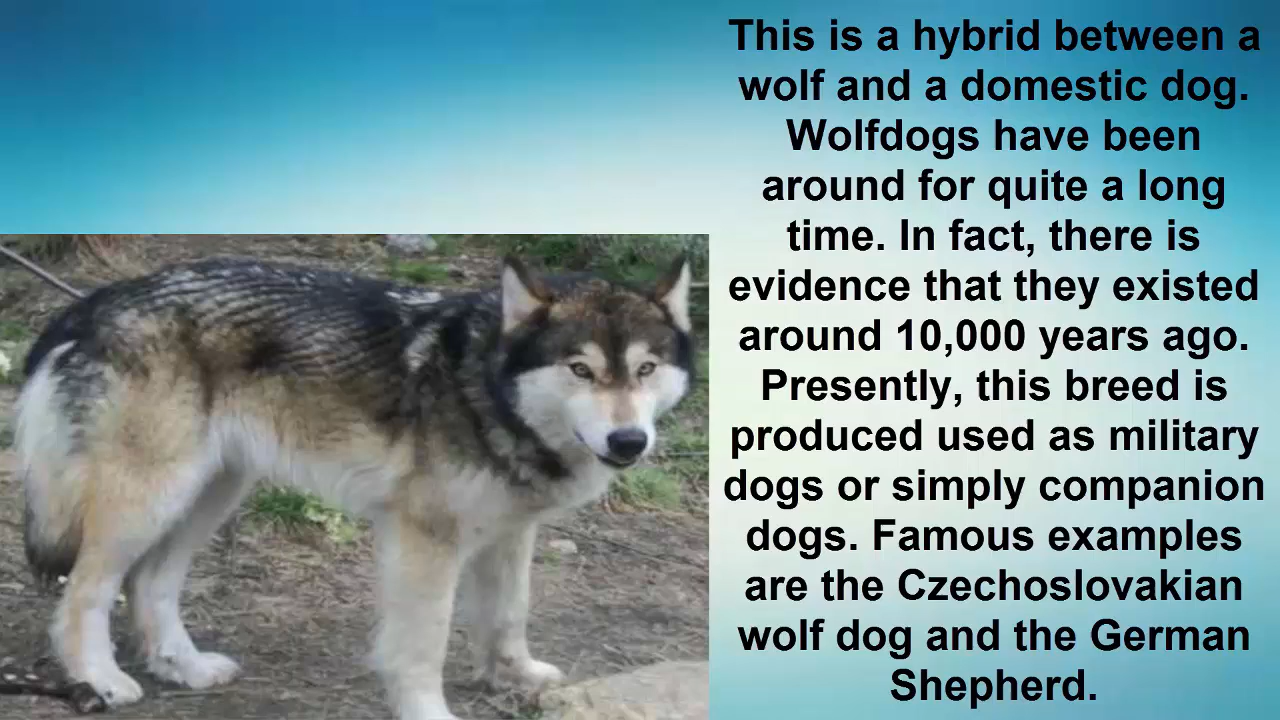 This is a hybrid between a
wolf and a domestic dog.
Wolfdogs have been
around for quite a long
time. In fact, there is
evidence that they existed
around 10,000 years ago.
Presently, this breed is
produced used as military
dogs or simply companion
dogs. Famous examples
are the Czechoslovakian
wolf dog and the German
Shepherd.